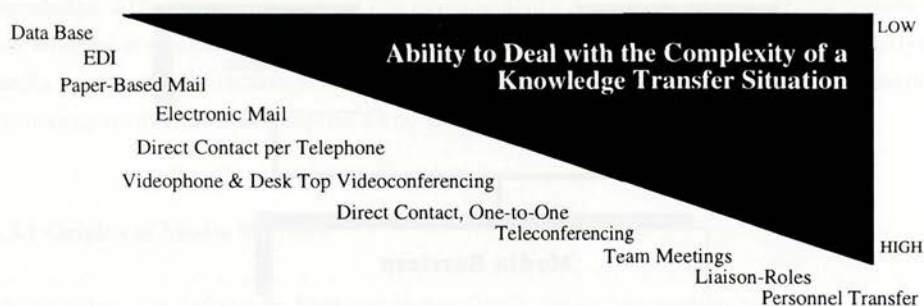 LOW
Data Base
Ability to Deal with the Complexity of a
Knowledge Transfer Situation
EDI
Paper-Based Mail
Electronic Mail
Direct Contact per Telephone
Videophone & Desk Top Videoconferencing
Direct Contact, One-to-One
Teleconferencing
HIGH
Team Meetings
Liaison-Roles
Personnel Transfer
Media Barriers